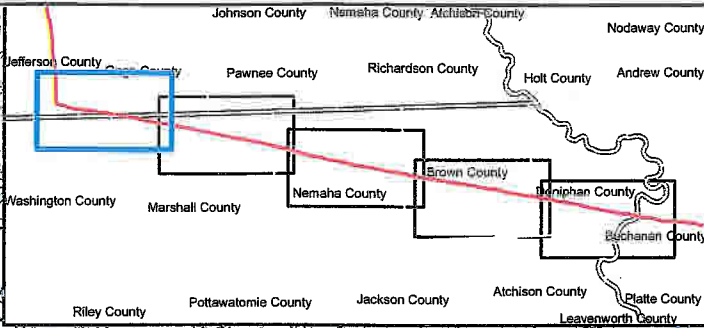 Johnson County
Nemaha County
Atchison County
Nodaway County
Jefferson County
Gage County
Pawnee County
Richardson County
Holt County
Andrew County
Washington County
Marshall County
Nemaha County
Brown County
Doniphan County
Buchanan County
Riley County
Pottawatomie County
Jackson County
Atchison County
Platte County
Leavenworth County